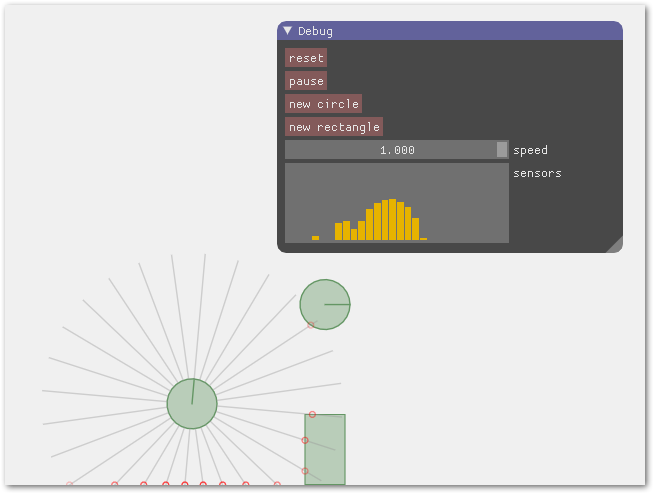 Debug
reset
pause
new circle
new rectangle
1.000 speed
sensors